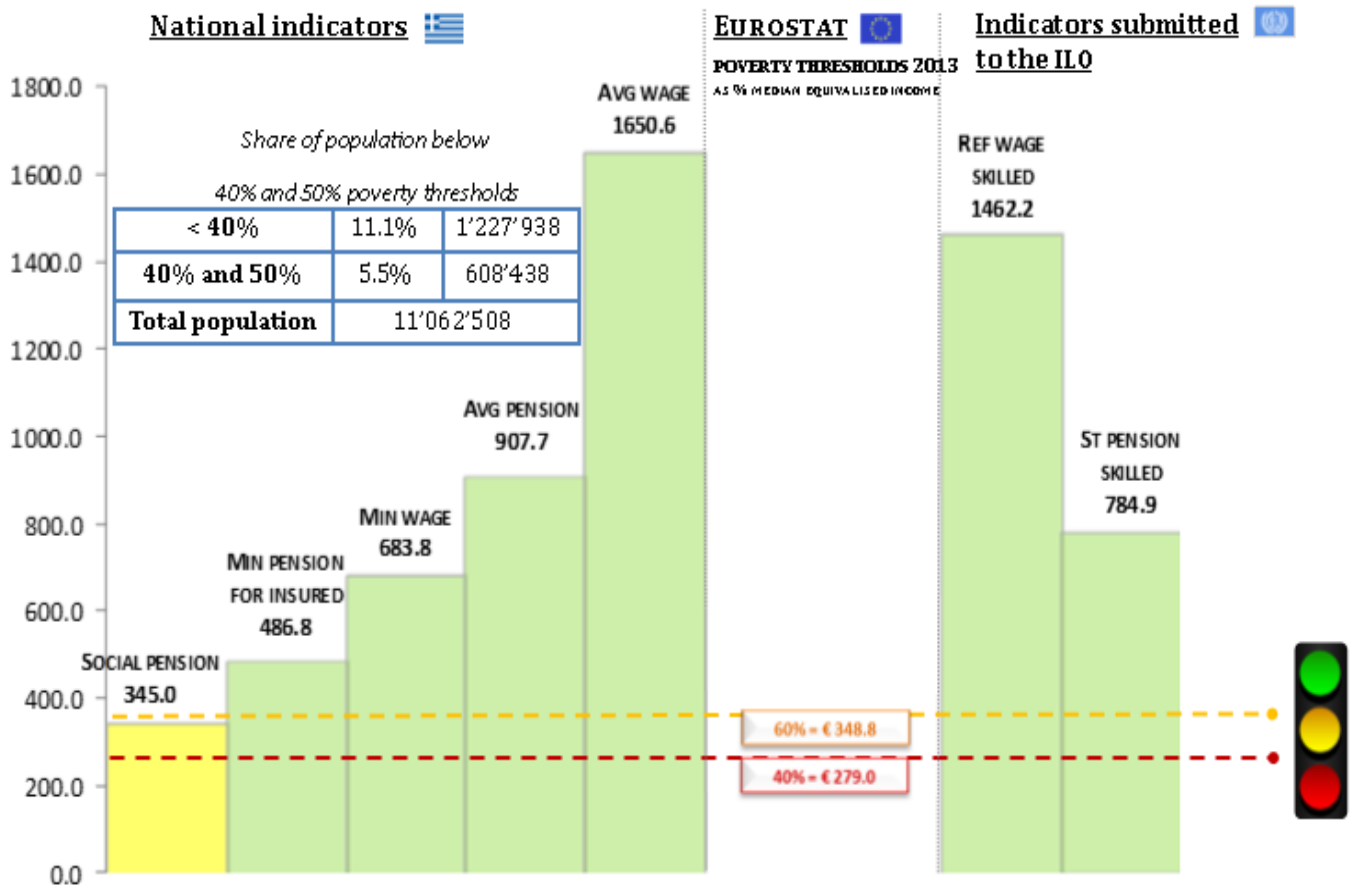 National indicators
EUROSTAT
POVERTY THRESHOLDS 2013
AS % MEDIAN EQUIVALISED INCOME
Indicators submitted
to the ILO
1800.0
1600.0
1400.0
1200.0
1000.0
800.0
600.0
400.0
200.0
0.0
Share of population below
40% and 50% poverty thresholds
< 40% 11.1% 1'227'938
40% and 50% 5.5% 608'438
Total population 11'062'508
SOCIAL PENSION
345.0
MIN PENSION
FOR INSURED
486.8
MIN WAGE
683.8
AVG PENSION
907.7
AVG WAGE
1650.6
60% = € 348.8
40% = € 279.0
REF WAGE
SKILLED
1462.2
ST PENSION
SKILLED
784.9